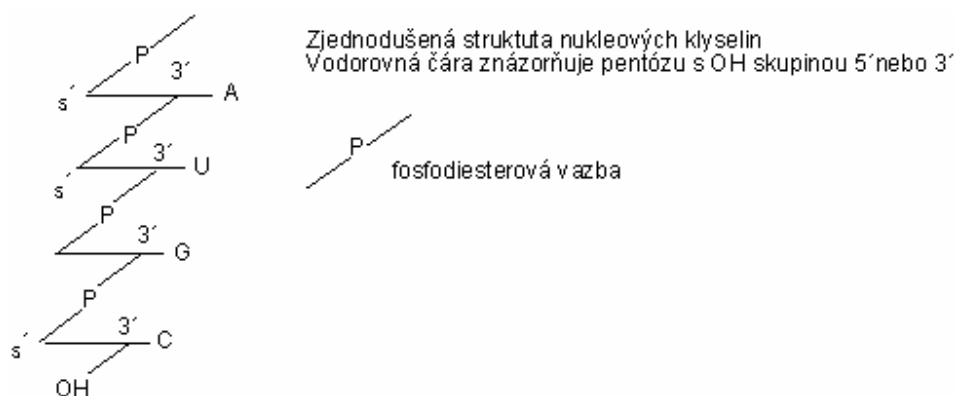 Zjednodušená struktuta nukleových klyselin
Vodorovná čára znázorňuje pentózu s OH skupinou 5´nebo 3´
P
3´
s´
A
P
P
3´
s´
U
fosfodiesterová vazba
P
3´
G
P
3´
s´
C
OH